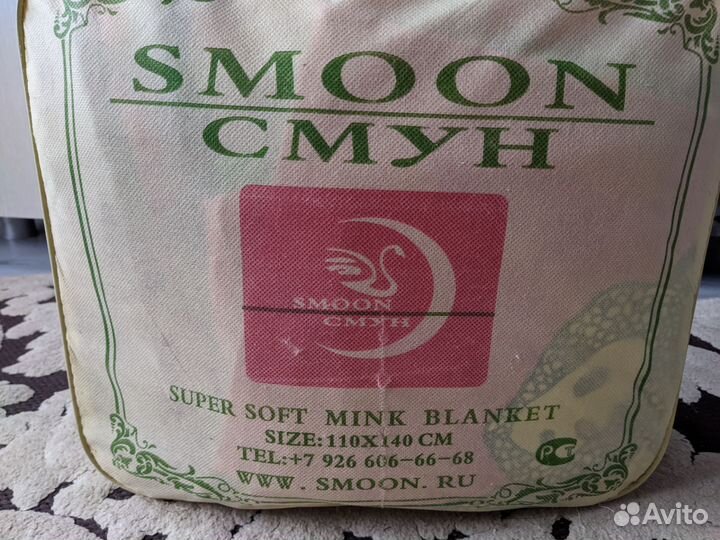 SMOON
СМУН
SMOON
СМУН
SUPER SOFT MINK BLANKET
SIZE:110X140 CM
TEL:+7 926 606-66-68
WWW. SMOON. RU
РСТ
Avito